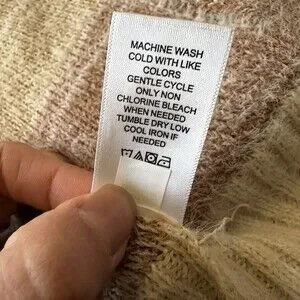 MACHINE WASH
COLD WITH LIKE
COLORS
GENTLE CYCLE
ONLY NON
CHLORINE BLEACH
WHEN NEEDED
TUMBLE DRY LOW
COOL IRON IF
NEEDED